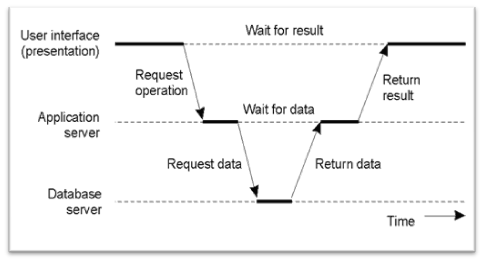 User interface
(presentation)
Wait for result
Request
operation
Return
result
Application
server
Wait for data
Request data
Return data
Database
server
Time